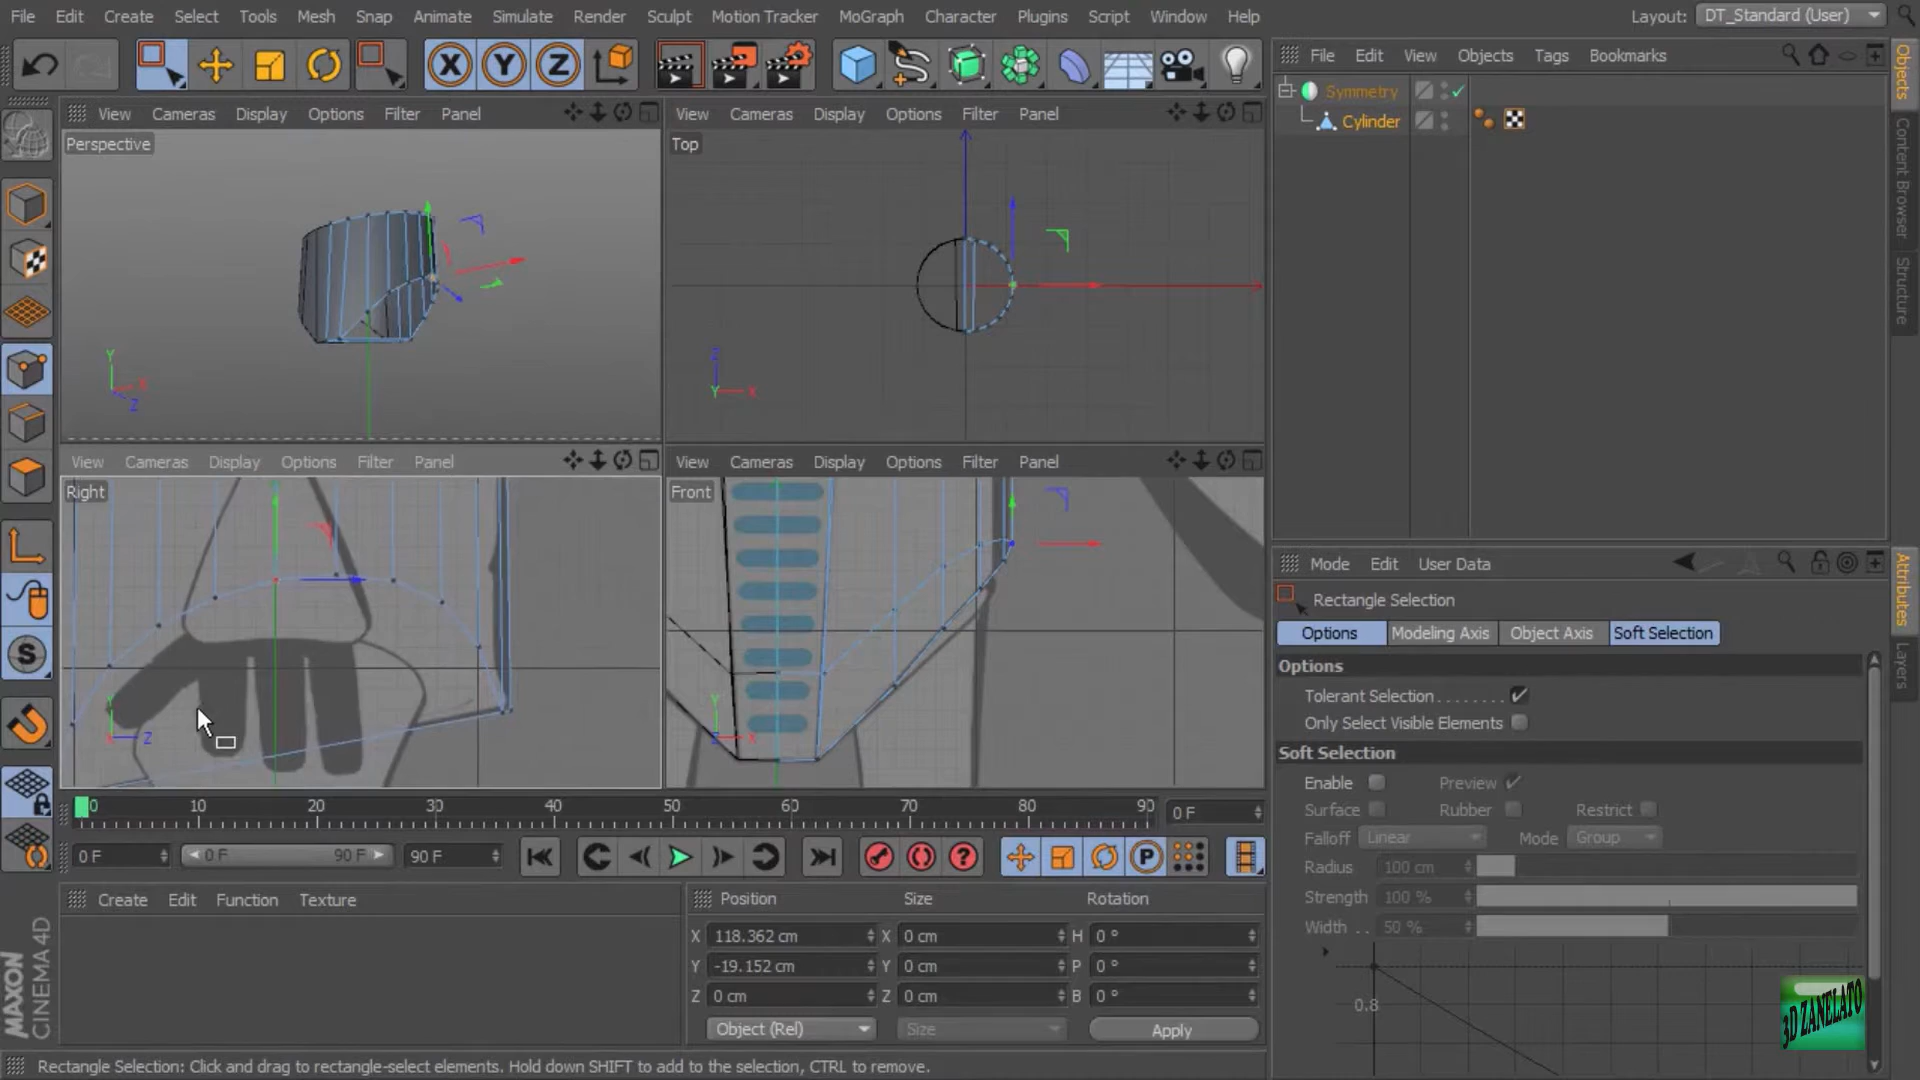 File Edit Create Select Tools Mesh Snap Animate Simulate Render Sculpt Motion Tracker MoGraph Character Plugins Script Window Help Layout: DT_Standard (User)
File Edit View Objects Tags Bookmarks
Symmetry
Cylinder
View Cameras Display Options Filter Panel
Perspective
Y
X
Z
View Cameras Display Options Filter Panel
Top
Z
Y X
View Cameras Display Options Filter Panel
Right
Y
X Z
View Cameras Display Options Filter Panel
Front
Y
Z X
Objects
Content Browser
Structure
Attributes
Layers
Mode Edit User Data
Rectangle Selection
Options Modeling Axis Object Axis Soft Selection
Options
Tolerant Selection
Only Select Visible Elements
Soft Selection
Enable Preview
Surface Rubber Restrict
Falloff Linear Mode Group
Radius 100 cm
Strength 100 %
Width . . 50 %
0.8
0 10 20 30 40 50 60 70 80 90 0 F
0 F 0 F 90 F 90 F
Create Edit Function Texture
Position Size Rotation
X 118.362 cm X 0 cm H 0 °
Y -19.152 cm Y 0 cm P 0 °
Z 0 cm Z 0 cm B 0 °
Object (Rel) Size Apply
MAXON
CINEMA 4D
3D ZANELATO
Rectangle Selection: Click and drag to rectangle-select elements. Hold down SHIFT to add to the selection, CTRL to remove.